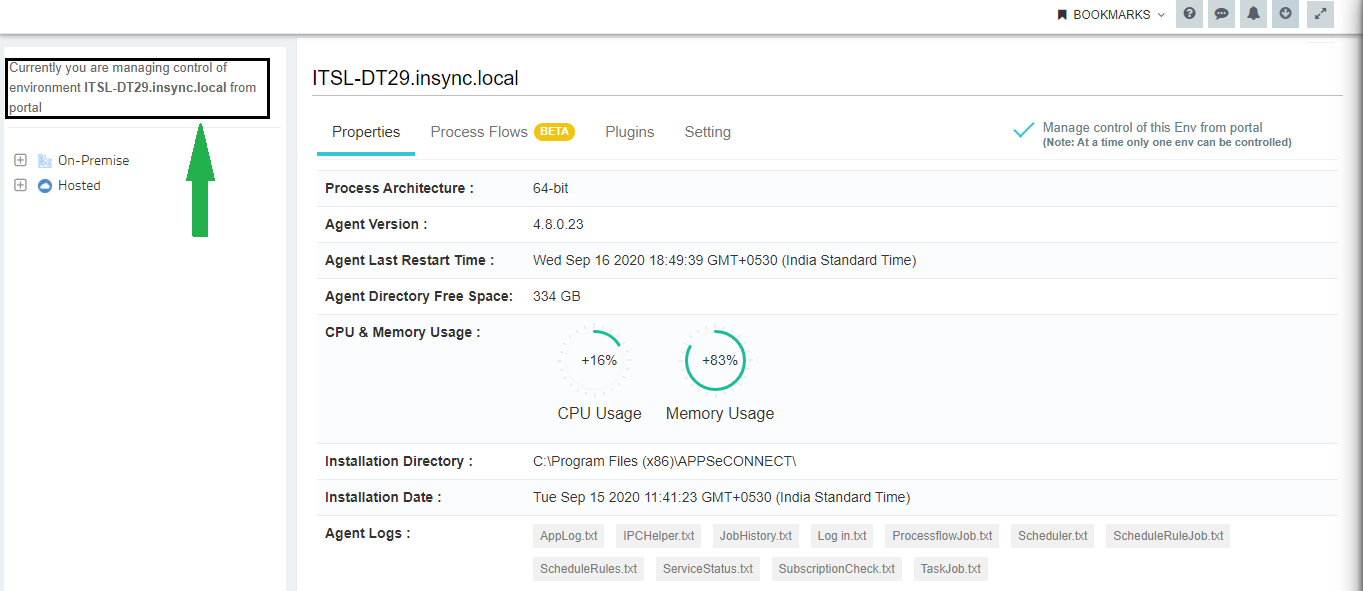 BOOKMARKS
Currently you are managing control of
environment ITSL-DT29.insync.local from
portal
On-Premise
Hosted
ITSL-DT29.insync.local
Properties Process Flows BETA Plugins Setting
Manage control of this Env from portal
(Note: At a time only one env can be controlled)
Process Architecture : 64-bit
Agent Version : 4.8.0.23
Agent Last Restart Time : Wed Sep 16 2020 18:49:39 GMT+0530 (India Standard Time)
Agent Directory Free Space: 334 GB
CPU & Memory Usage :
+16% +83%
CPU Usage Memory Usage
Installation Directory : C:\Program Files (x86)\APPSeCONNECT\
Installation Date : Tue Sep 15 2020 11:41:23 GMT+0530 (India Standard Time)
Agent Logs : AppLog.txt IPCHelper.txt JobHistory.txt Log in.txt ProcessflowJob.txt Scheduler.txt ScheduleRuleJob.txt
ScheduleRules.txt ServiceStatus.txt SubscriptionCheck.txt TaskJob.txt